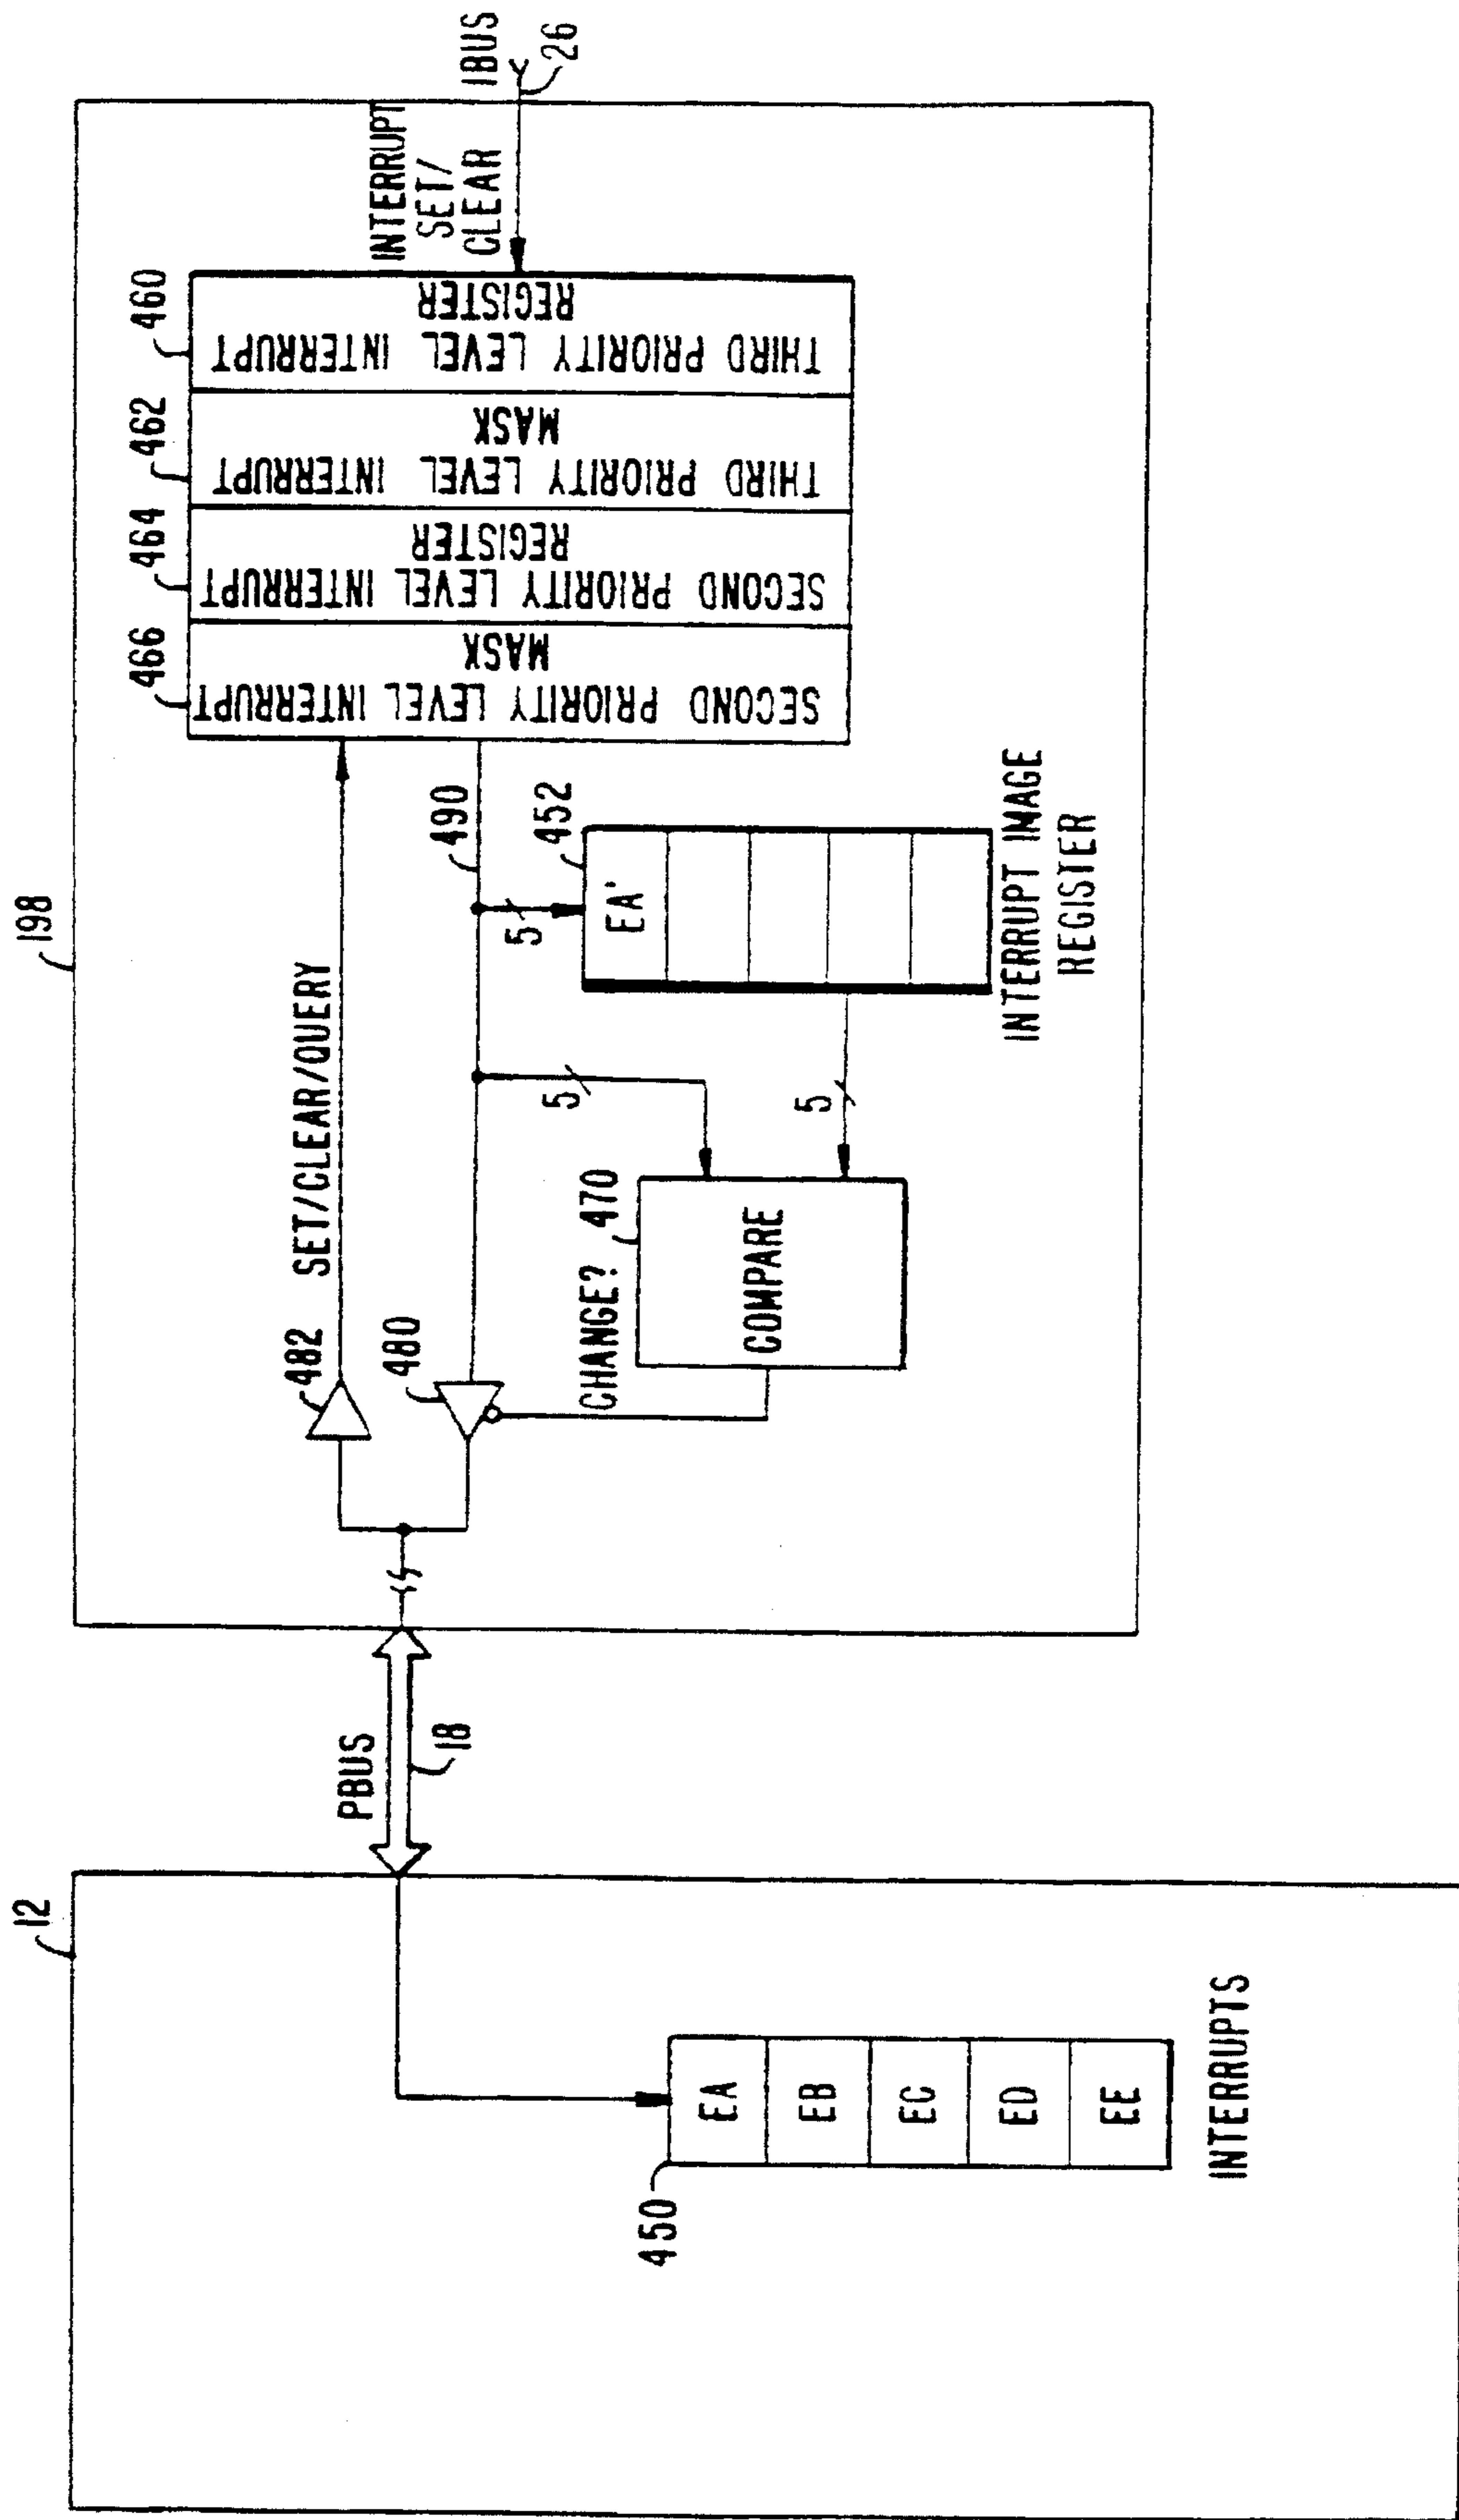 12
450
EA
EB
EC
ED
EE
INTERRUPTS
PBUS
18
198
482
SET/CLEAR/QUERY
480
CHANGE?
470
COMPARE
5
5
490
5
452
EA'
INTERRUPT IMAGE
REGISTER
466
SECOND PRIORITY LEVEL INTERRUPT
MASK
464
SECOND PRIORITY LEVEL INTERRUPT
REGISTER
462
THIRD PRIORITY LEVEL INTERRUPT
MASK
460
THIRD PRIORITY LEVEL INTERRUPT
REGISTER
INTERRUPT
SET/
CLEAR
IBUS
26